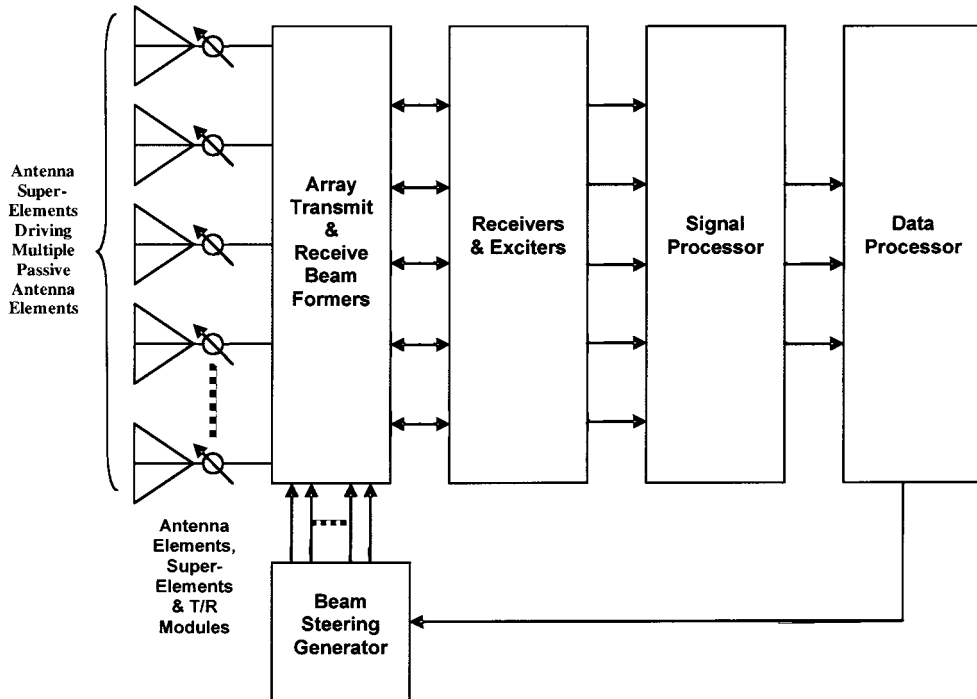 Antenna
Super-
Elements
Driving
Multiple
Passive
Antenna
Elements
Array
Transmit
&
Receive
Beam
Formers
Receivers
& Exciters
Signal
Processor
Data
Processor
Antenna
Elements,
Super-
Elements
& T/R
Modules
Beam
Steering
Generator